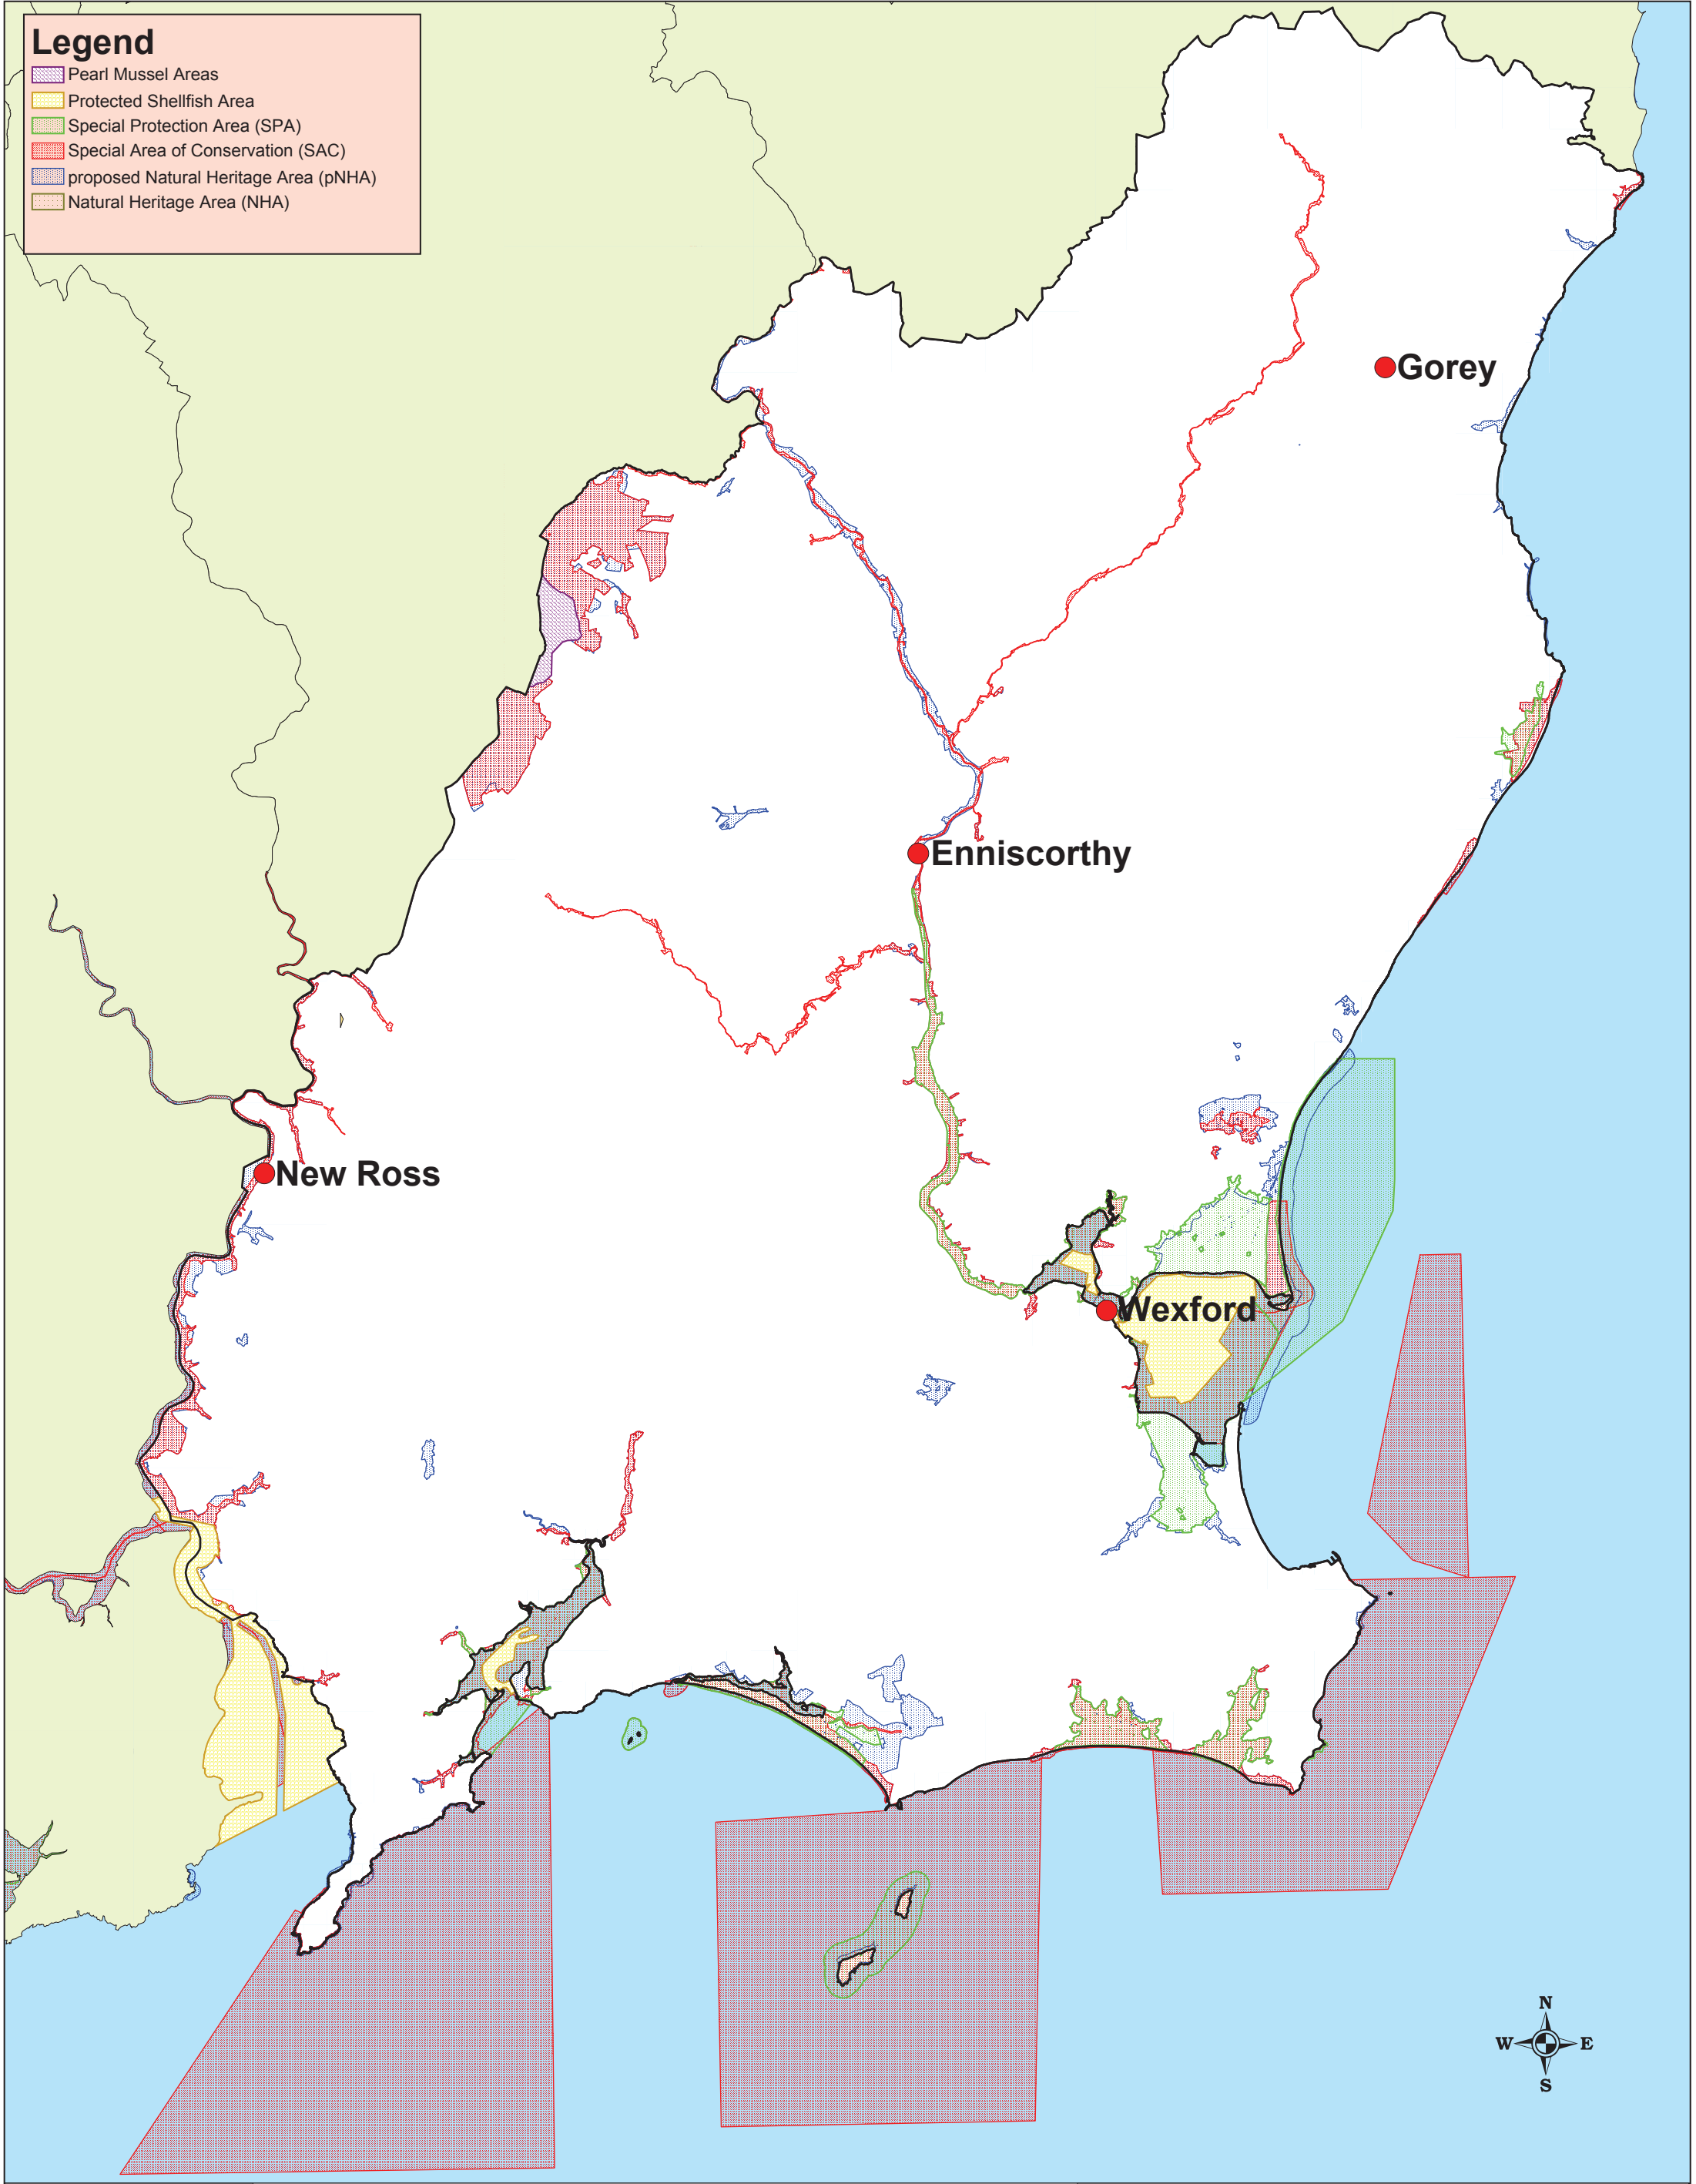 Legend
Pearl Mussel Areas
Protected Shellfish Area
Special Protection Area (SPA)
Special Area of Conservation (SAC)
proposed Natural Heritage Area (pNHA)
Natural Heritage Area (NHA)
Gorey
Enniscorthy
New Ross
Wexford
N
W E
S